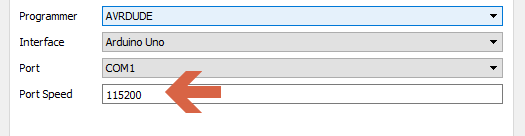 Programmer AVRDUDE
Interface Arduino Uno
Port COM1
Port Speed 115200